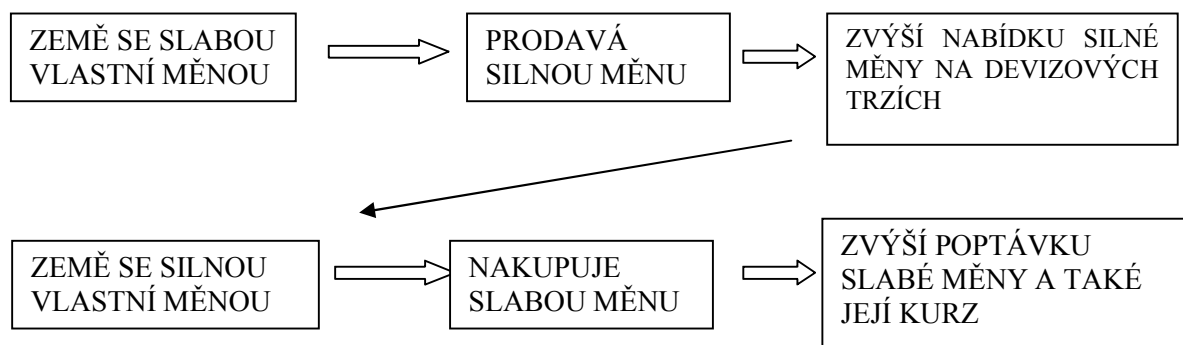 ZEMĚ SE SLABOU
VLASTNÍ MĚNOU
PRODAVÁ
SILNOU MĚNU
ZVÝŠÍ NABÍDKU SILNÉ
MĚNY NA DEVIZOVÝCH
TRZÍCH
ZEMĚ SE SILNOU
VLASTNÍ MĚNOU
NAKUPUJE
SLABOU MĚNU
ZVÝŠÍ POPTÁVKU
SLABÉ MĚNY A TAKÉ
JEJÍ KURZ